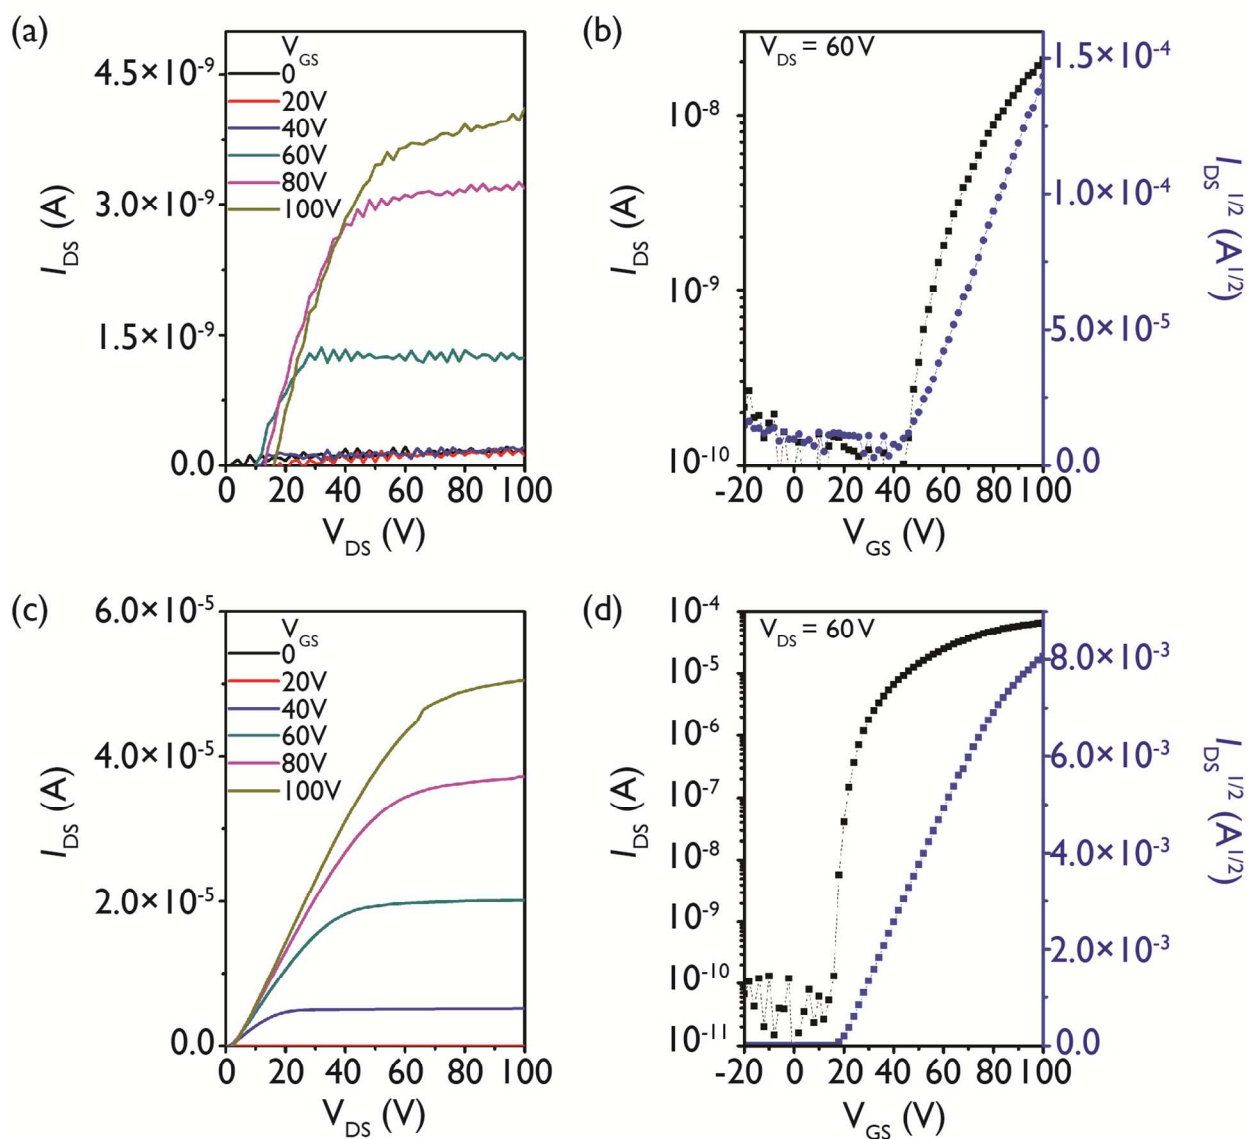 (a)
V_GS
0
20V
40V
60V
80V
100V
4.5×10⁻⁹
3.0×10⁻⁹
1.5×10⁻⁹
0.0
I_DS (A)
0 20 40 60 80 100
V_DS (V)
(b)
V_DS = 60 V
10⁻⁸
10⁻⁹
10⁻¹⁰
I_DS (A)
1.5×10⁻⁴
1.0×10⁻⁴
5.0×10⁻⁵
0.0
I_DS^1/2 (A^1/2)
-20 0 20 40 60 80 100
V_GS (V)
(c)
V_GS
0
20V
40V
60V
80V
100V
6.0×10⁻⁵
4.0×10⁻⁵
2.0×10⁻⁵
0.0
I_DS (A)
0 20 40 60 80 100
V_DS (V)
(d)
V_DS = 60 V
10⁻⁴
10⁻⁵
10⁻⁶
10⁻⁷
10⁻⁸
10⁻⁹
10⁻¹⁰
10⁻¹¹
I_DS (A)
8.0×10⁻³
6.0×10⁻³
4.0×10⁻³
2.0×10⁻³
0.0
I_DS^1/2 (A^1/2)
-20 0 20 40 60 80 100
V_GS (V)